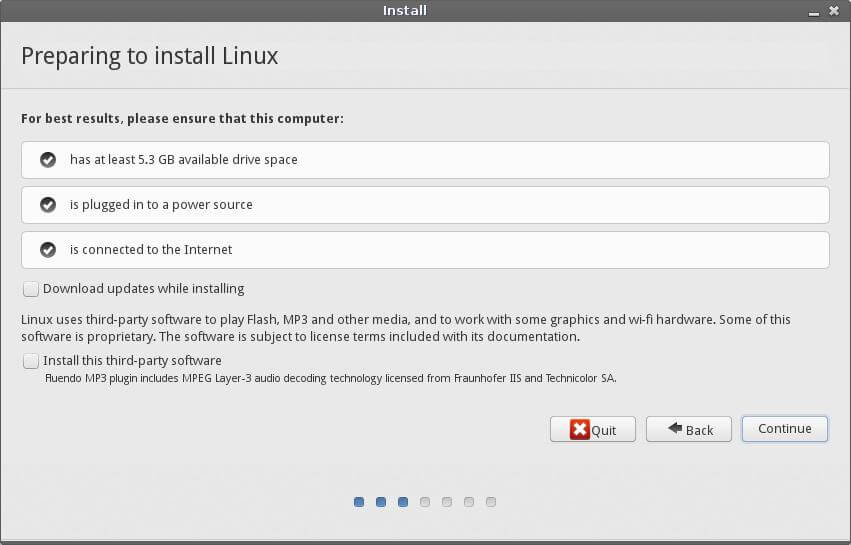 Install
Preparing to install Linux
For best results, please ensure that this computer:
has at least 5.3 GB available drive space
is plugged in to a power source
is connected to the Internet
Download updates while installing
Linux uses third-party software to play Flash, MP3 and other media, and to work with some graphics and wi-fi hardware. Some of this
software is proprietary. The software is subject to license terms included with its documentation.
Install this third-party software
Fluendo MP3 plugin includes MPEG Layer-3 audio decoding technology licensed from Fraunhofer IIS and Technicolor SA.
Quit
Back
Continue